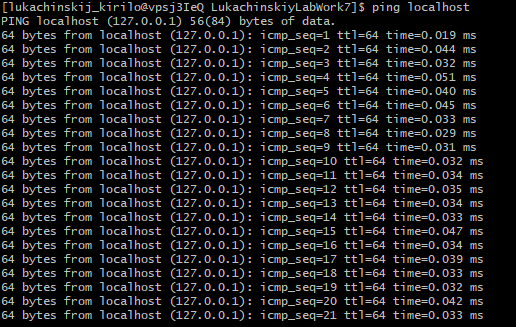 [lukachinskij_kirilo@vpsj3IeQ LukachinskiyLabWork7]$ ping localhost
PING localhost (127.0.0.1) 56(84) bytes of data.
64 bytes from localhost (127.0.0.1): icmp_seq=1 ttl=64 time=0.019 ms
64 bytes from localhost (127.0.0.1): icmp_seq=2 ttl=64 time=0.044 ms
64 bytes from localhost (127.0.0.1): icmp_seq=3 ttl=64 time=0.032 ms
64 bytes from localhost (127.0.0.1): icmp_seq=4 ttl=64 time=0.051 ms
64 bytes from localhost (127.0.0.1): icmp_seq=5 ttl=64 time=0.040 ms
64 bytes from localhost (127.0.0.1): icmp_seq=6 ttl=64 time=0.045 ms
64 bytes from localhost (127.0.0.1): icmp_seq=7 ttl=64 time=0.033 ms
64 bytes from localhost (127.0.0.1): icmp_seq=8 ttl=64 time=0.029 ms
64 bytes from localhost (127.0.0.1): icmp_seq=9 ttl=64 time=0.031 ms
64 bytes from localhost (127.0.0.1): icmp_seq=10 ttl=64 time=0.032 ms
64 bytes from localhost (127.0.0.1): icmp_seq=11 ttl=64 time=0.034 ms
64 bytes from localhost (127.0.0.1): icmp_seq=12 ttl=64 time=0.035 ms
64 bytes from localhost (127.0.0.1): icmp_seq=13 ttl=64 time=0.034 ms
64 bytes from localhost (127.0.0.1): icmp_seq=14 ttl=64 time=0.033 ms
64 bytes from localhost (127.0.0.1): icmp_seq=15 ttl=64 time=0.047 ms
64 bytes from localhost (127.0.0.1): icmp_seq=16 ttl=64 time=0.034 ms
64 bytes from localhost (127.0.0.1): icmp_seq=17 ttl=64 time=0.039 ms
64 bytes from localhost (127.0.0.1): icmp_seq=18 ttl=64 time=0.033 ms
64 bytes from localhost (127.0.0.1): icmp_seq=19 ttl=64 time=0.032 ms
64 bytes from localhost (127.0.0.1): icmp_seq=20 ttl=64 time=0.042 ms
64 bytes from localhost (127.0.0.1): icmp_seq=21 ttl=64 time=0.033 ms